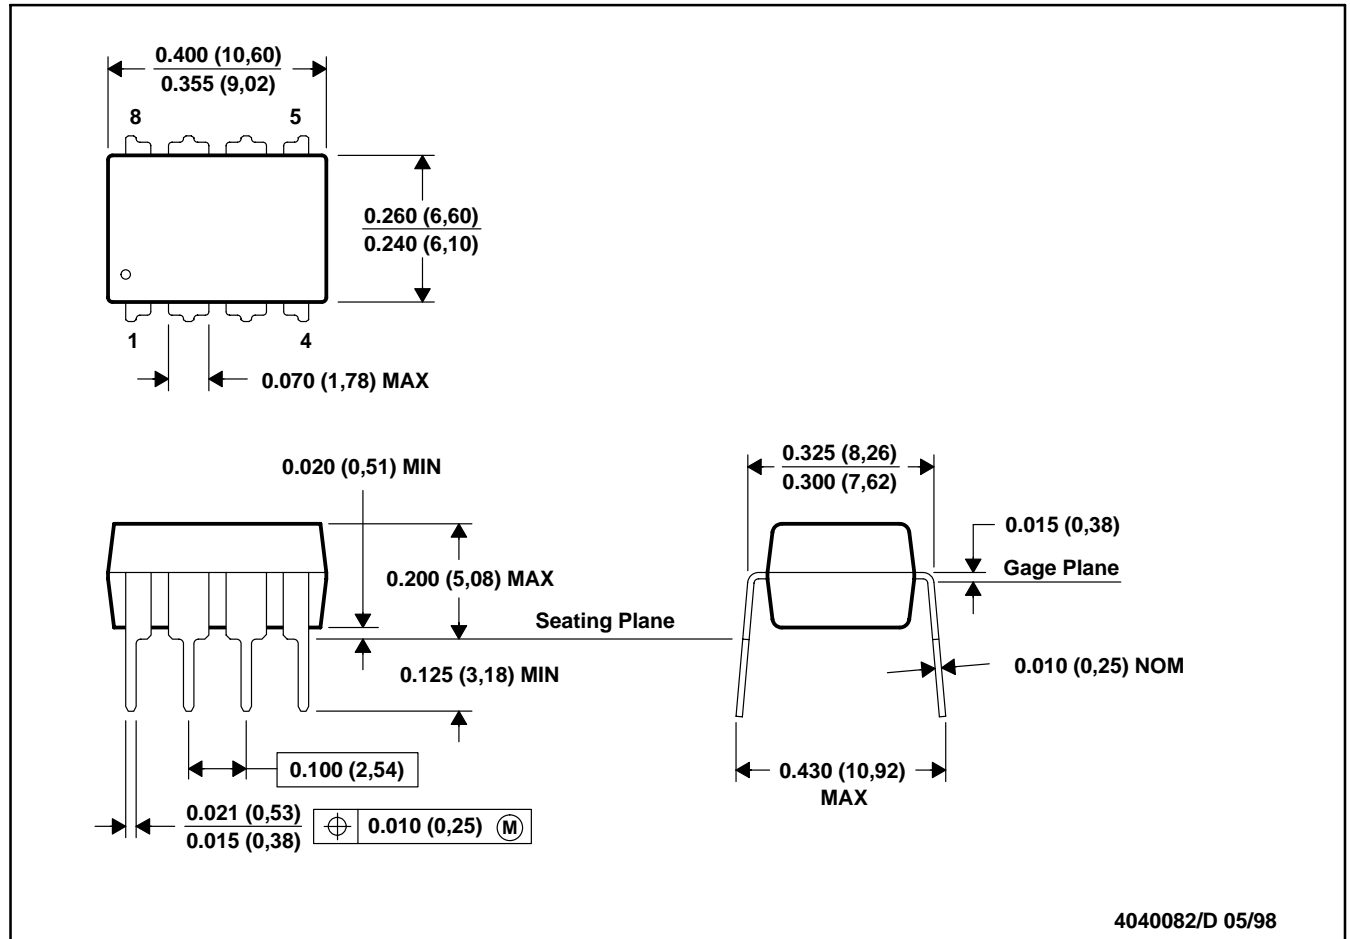 0.400 (10,60)
0.355 (9,02)
8
5
0.260 (6,60)
0.240 (6,10)
1
4
0.070 (1,78) MAX
0.020 (0,51) MIN
0.200 (5,08) MAX
Seating Plane
0.125 (3,18) MIN
0.100 (2,54)
0.021 (0,53)
0.015 (0,38)
0.010 (0,25) M
0.325 (8,26)
0.300 (7,62)
0.015 (0,38)
Gage Plane
0.010 (0,25) NOM
0.430 (10,92)
MAX
4040082/D 05/98